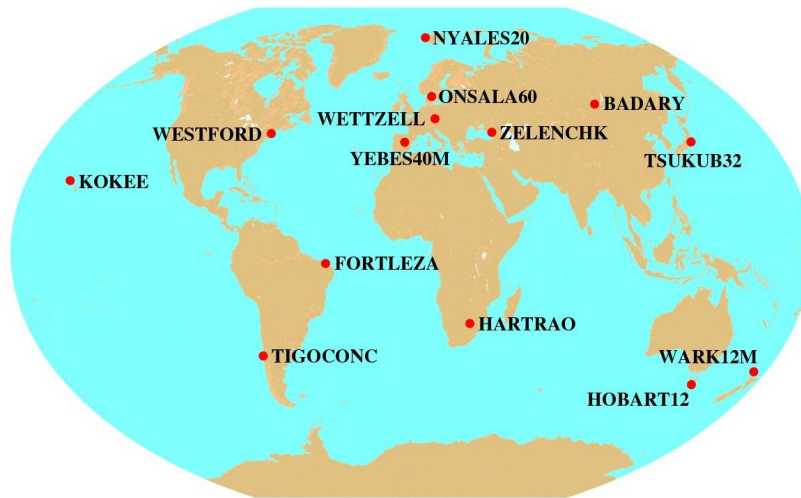 NYALES20
ONSALA60
BADARY
WETTZELL
WESTFORD
ZELENCHK
YEBES40M
TSUKUB32
KOKEE
FORTLEZA
HARTRAO
TIGOCONC
WARK12M
HOBART12